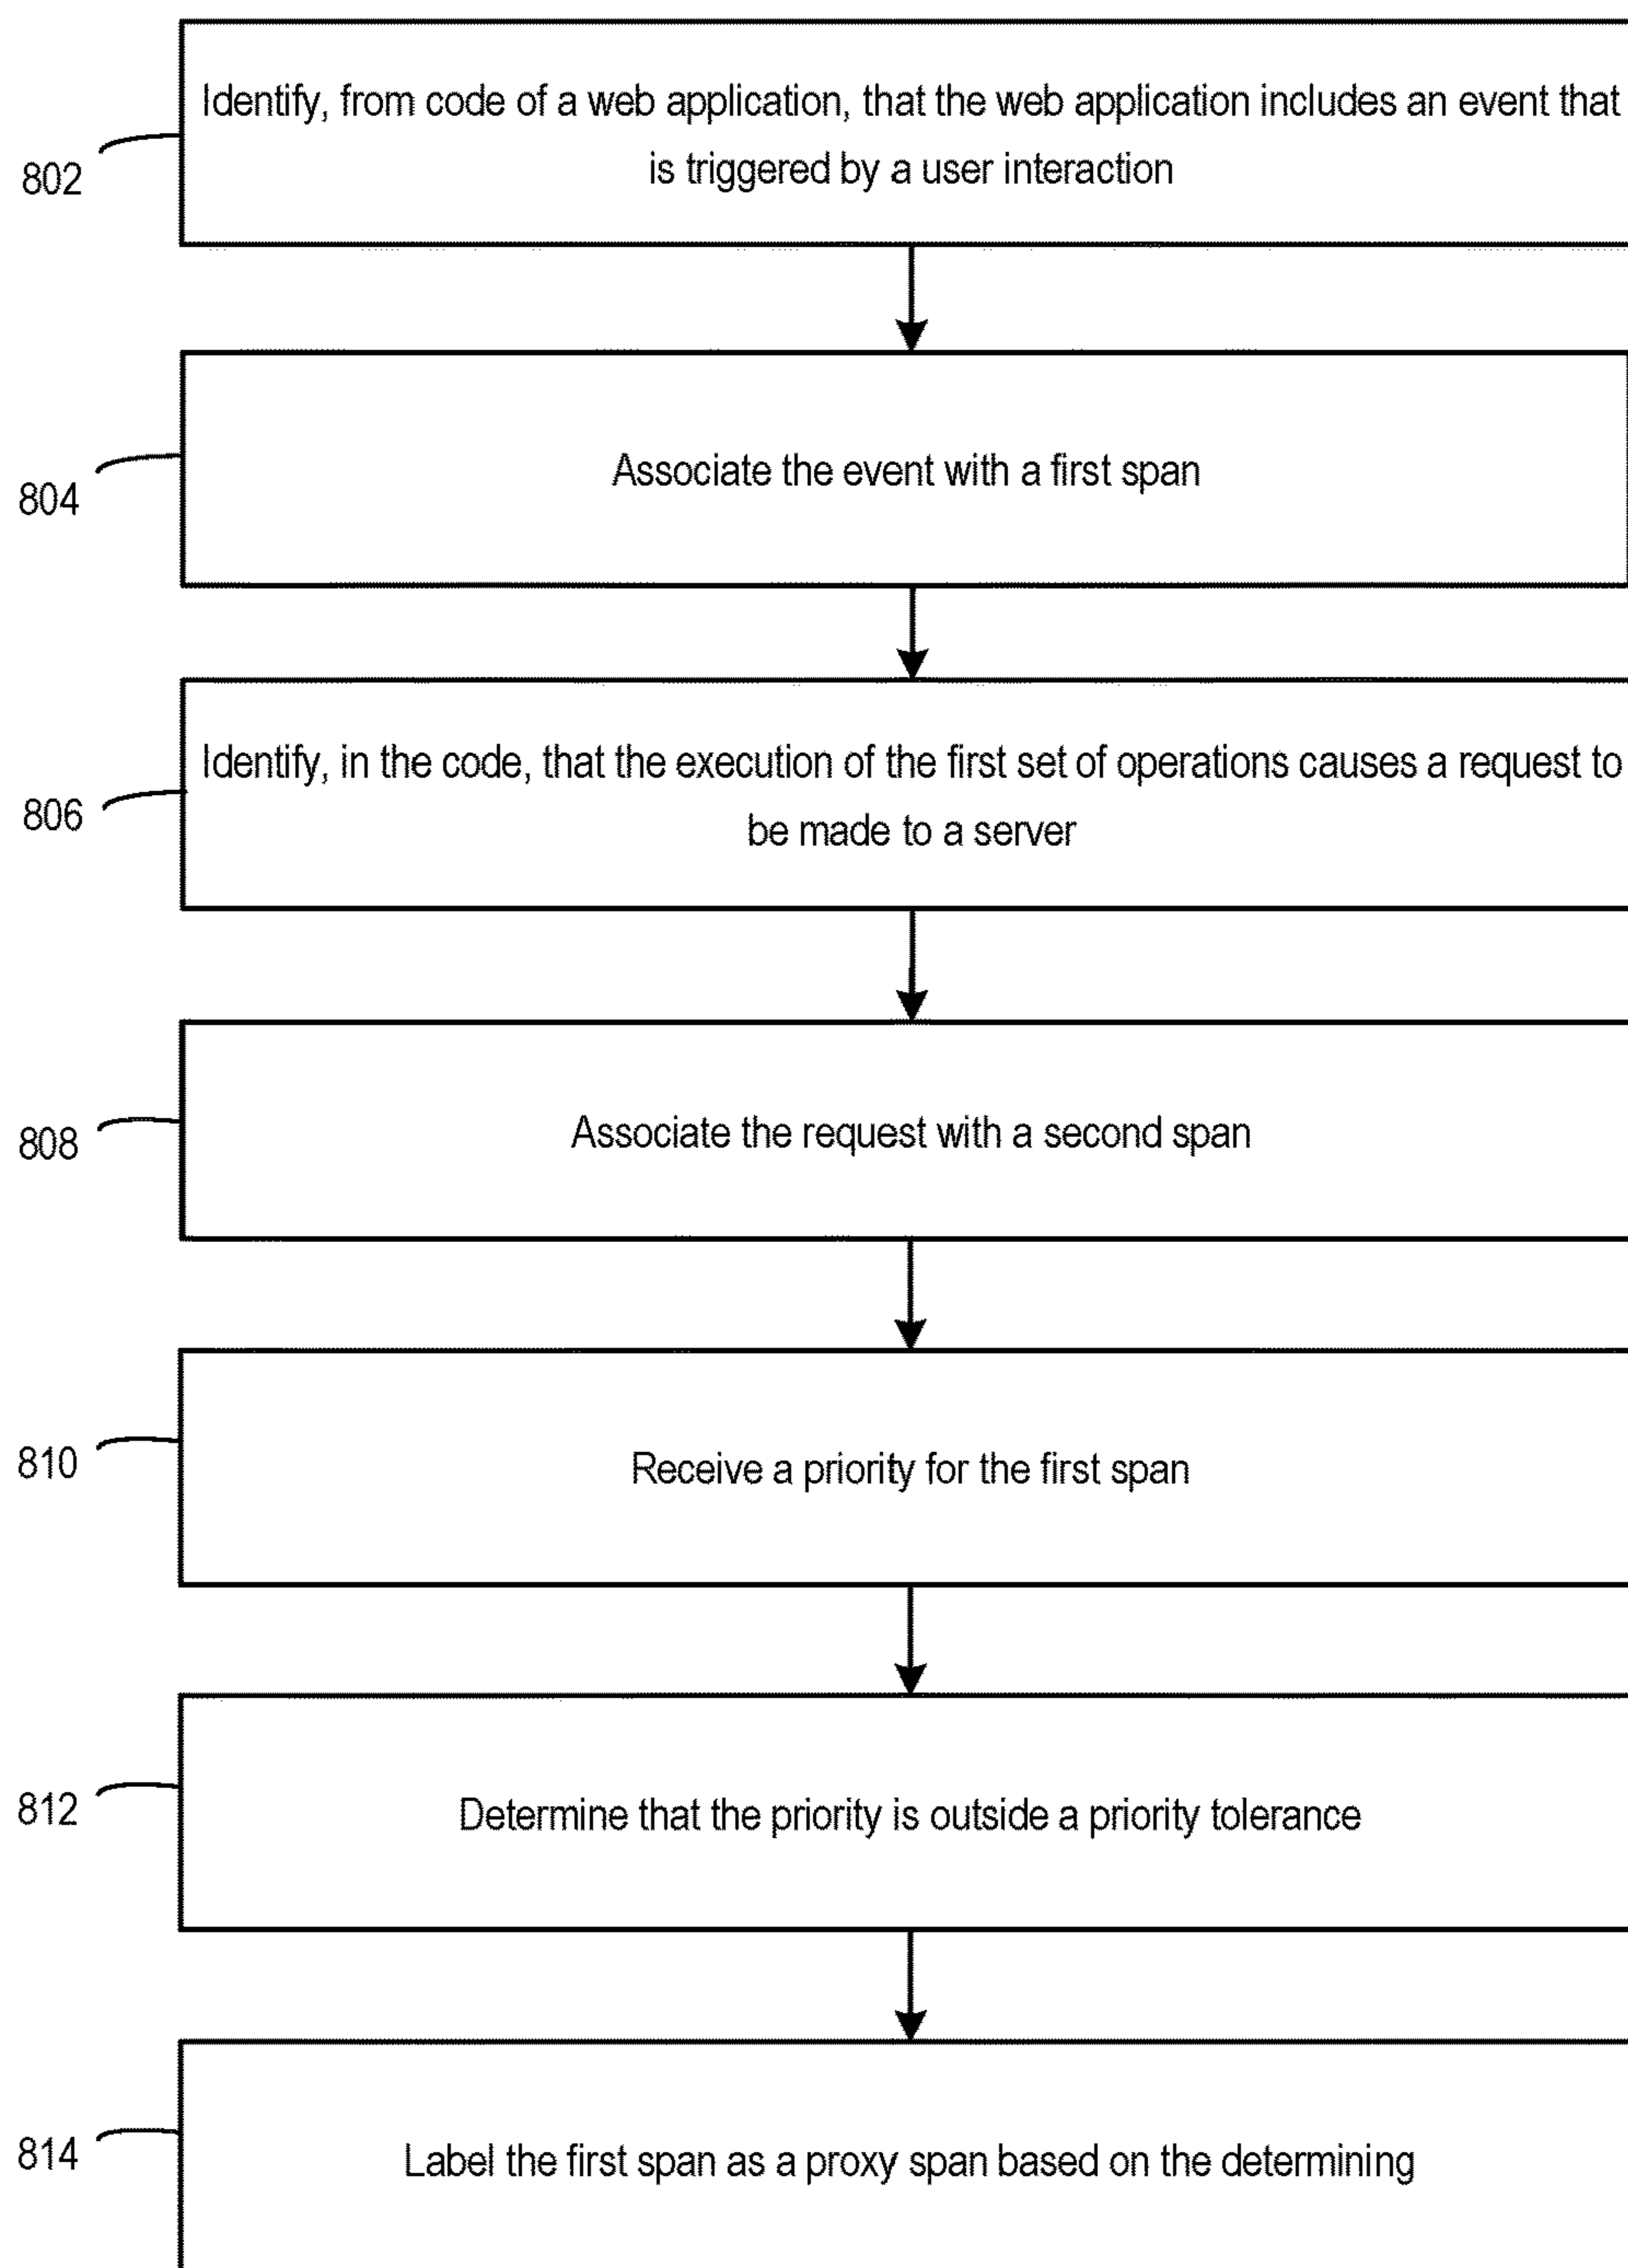 Identify, from code of a web application, that the web application includes an event that
is triggered by a user interaction
802
Associate the event with a first span
804
Identify, in the code, that the execution of the first set of operations causes a request to
be made to a server
806
Associate the request with a second span
808
Receive a priority for the first span
810
Determine that the priority is outside a priority tolerance
812
Label the first span as a proxy span based on the determining
814